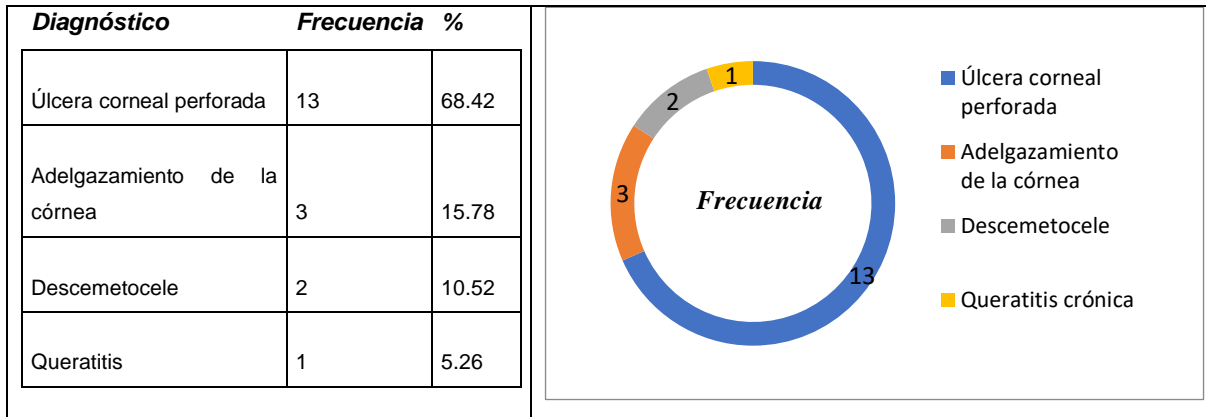 Diagnóstico Frecuencia %
Úlcera corneal perforada 13 68.42
Adelgazamiento de la
córnea 3 15.78
Descemetocele 2 10.52
Queratitis 1 5.26
1
2
3
13
Frecuencia
Úlcera corneal
perforada
Adelgazamiento
de la córnea
Descemetocele
Queratitis crónica